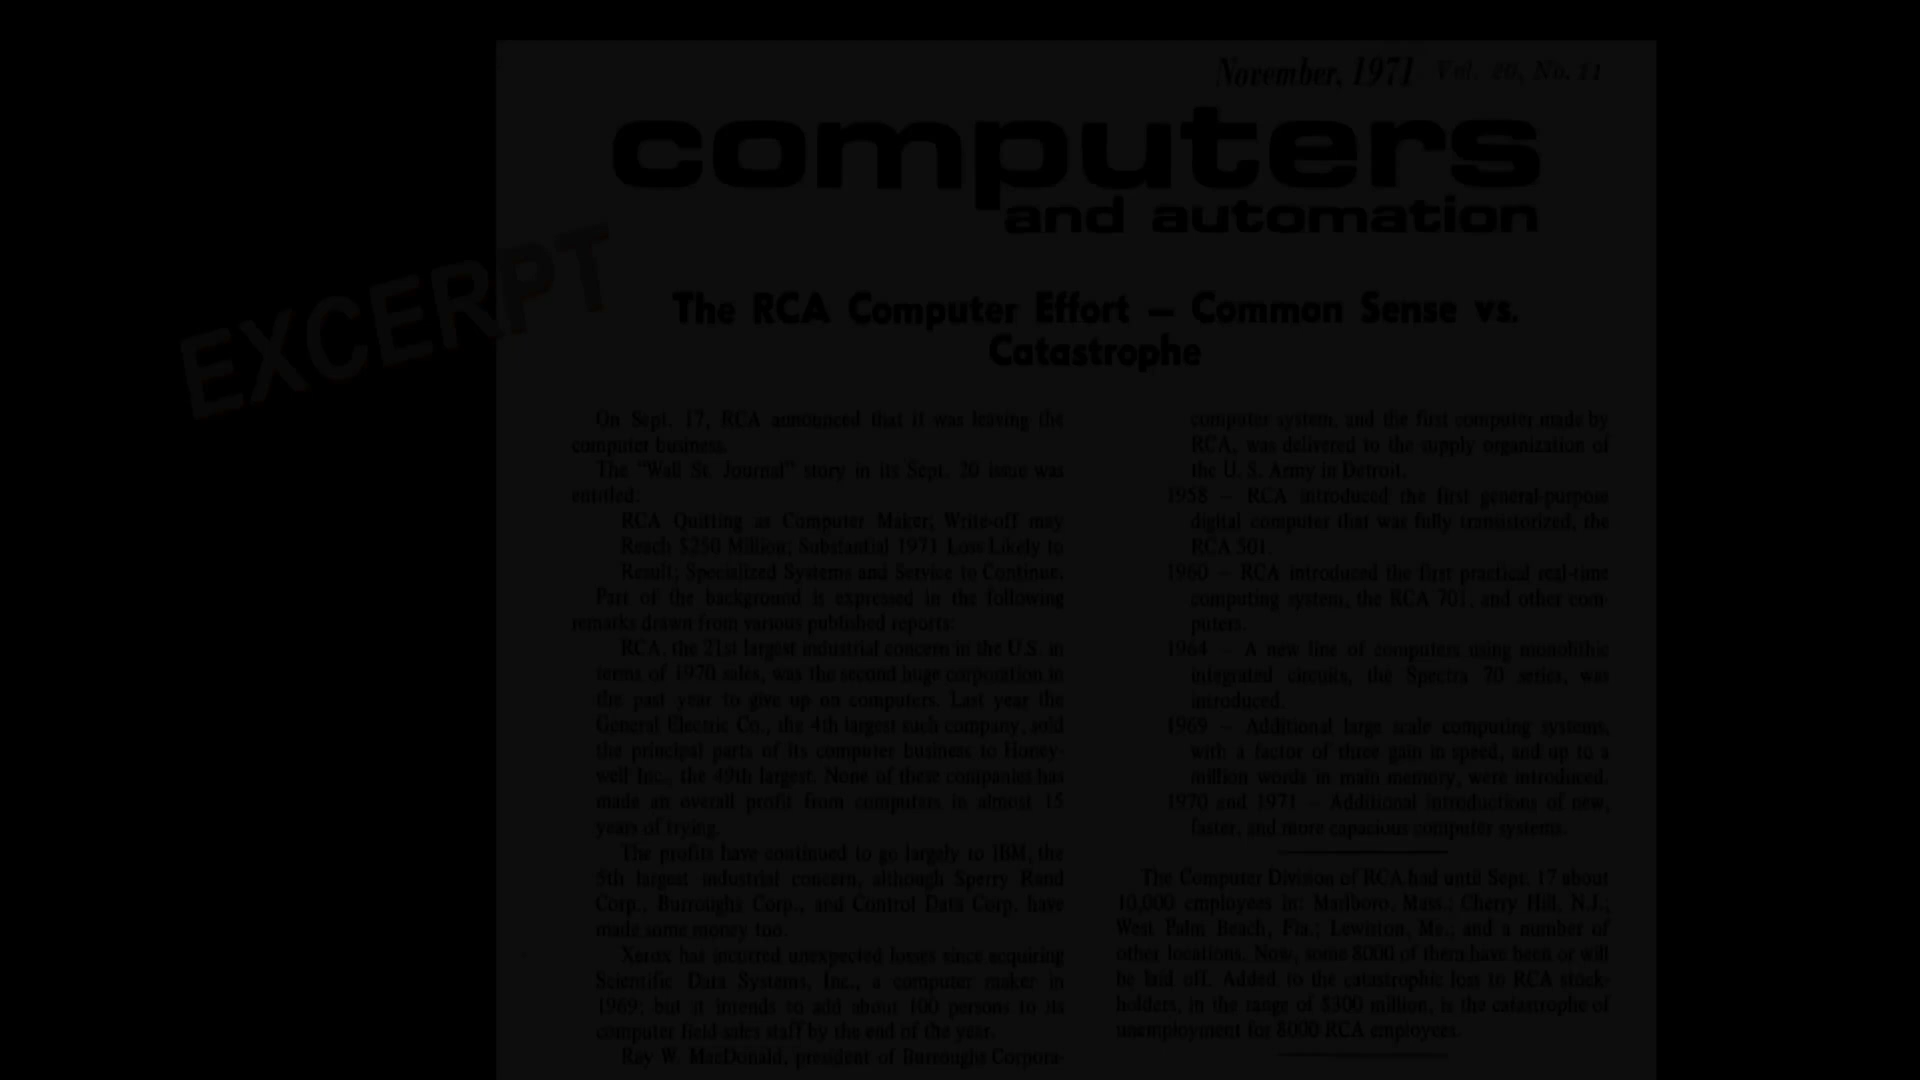 November, 1971 Vol. 20, No. 11
computers
and automation
EXCERPT
The RCA Computer Effort — Common Sense vs.
Catastrophe
On Sept. 17, RCA announced that it was leaving the
computer business.
The "Wall St. Journal" story in its Sept. 20 issue was
entitled:
RCA Quitting as Computer Maker; Write-off may
Reach $250 Million; Substantial 1971 Loss Likely to
Result; Specialized Systems and Service to Continue.
Part of the background is expressed in the following
remarks drawn from various published reports:
RCA, the 21st largest industrial concern in the U.S. in
terms of 1970 sales, was the second huge corporation in
the past year to give up on computers. Last year the
General Electric Co., the 4th largest such company, sold
the principal parts of its computer business to Honey-
well Inc., the 49th largest. None of these companies has
made an overall profit from computers in almost 15
years of trying.
The profits have continued to go largely to IBM, the
5th largest industrial concern, although Sperry Rand
Corp., Burroughs Corp., and Control Data Corp. have
made some money too.
Xerox has incurred unexpected losses since acquiring
Scientific Data Systems, Inc., a computer maker in
1969; but it intends to add about 100 persons to its
computer field sales staff by the end of the year.
Ray W. MacDonald, president of Burroughs Corpora-
computer system, and the first computer made by
RCA, was delivered to the supply organization of
the U. S. Army in Detroit.
1958 — RCA introduced the first general-purpose
digital computer that was fully transistorized, the
RCA 501.
1960 — RCA introduced the first practical real-time
computing system, the RCA 701, and other com-
puters.
1964 — A new line of computers using monolithic
integrated circuits, the Spectra 70 series, was
introduced.
1969 — Additional large scale computing systems,
with a factor of three gain in speed, and up to a
million words in main memory, were introduced.
1970 and 1971 — Additional introductions of new,
faster, and more capacious computer systems.
The Computer Division of RCA had until Sept. 17 about
10,000 employees in: Marlboro, Mass.; Cherry Hill, N.J.;
West Palm Beach, Fla.; Lewiston, Me.; and a number of
other locations. Now, some 8000 of them have been or will
be laid off. Added to the catastrophic loss to RCA stock-
holders, in the range of $300 million, is the catastrophe of
unemployment for 8000 RCA employees.